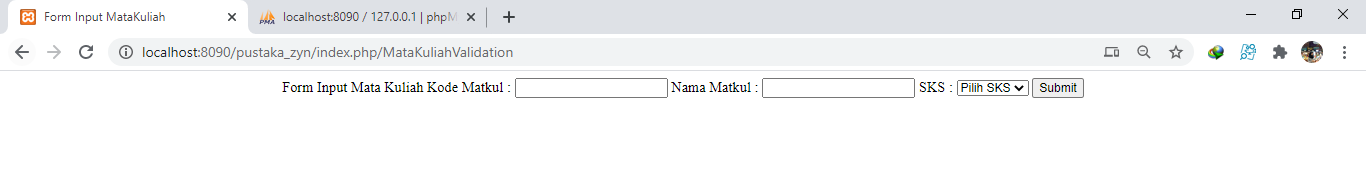 Form Input MataKuliah
PMA localhost:8090 / 127.0.0.1 | phpM
localhost:8090/pustaka_zyn/index.php/MataKuliahValidation
Form Input Mata Kuliah Kode Matkul : Nama Matkul : SKS : Pilih SKS Submit